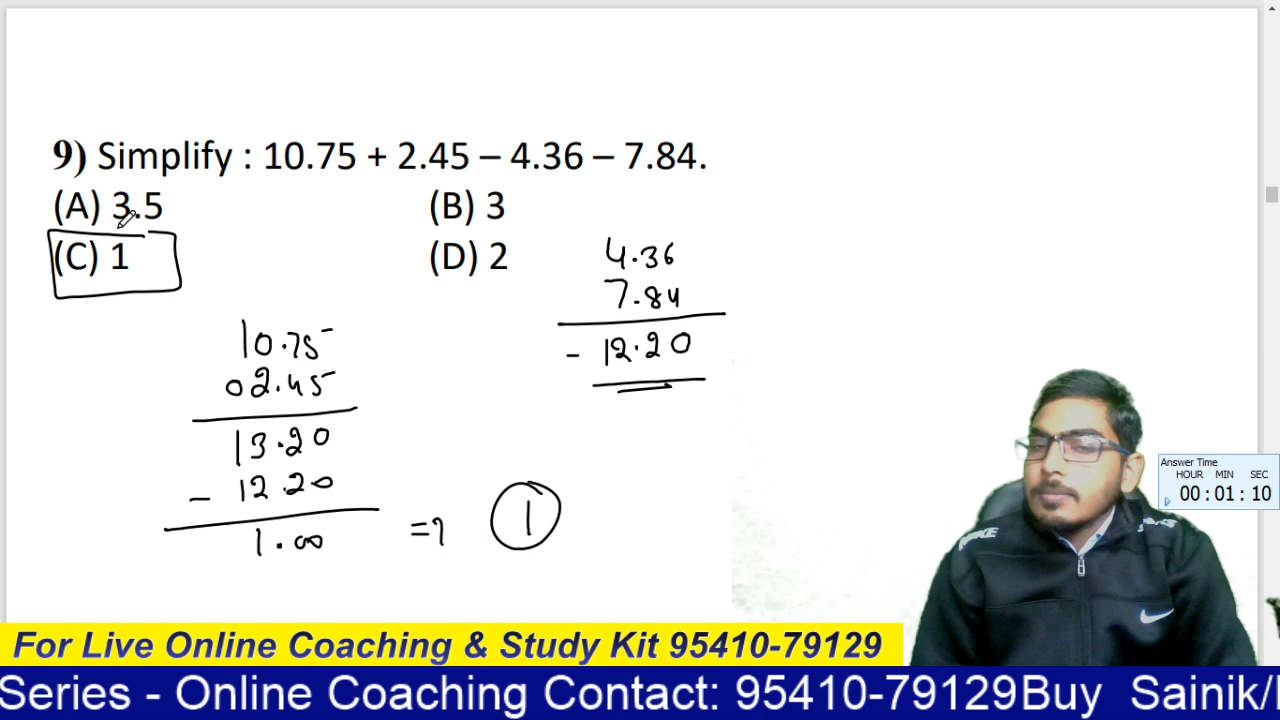 9) Simplify : 10.75 + 2.45 – 4.36 – 7.84.
(A) 3.5 (B) 3
(C) 1 (D) 2
4.36
7.84
- 12.20
10.75
02.45
13.20
- 12.20
1.00
1
Answer Time
HOUR MIN SEC
00 : 01 : 10
NIKE
For Live Online Coaching & Study Kit 95410-79129
Series - Online Coaching Contact: 95410-79129Buy Sainik/